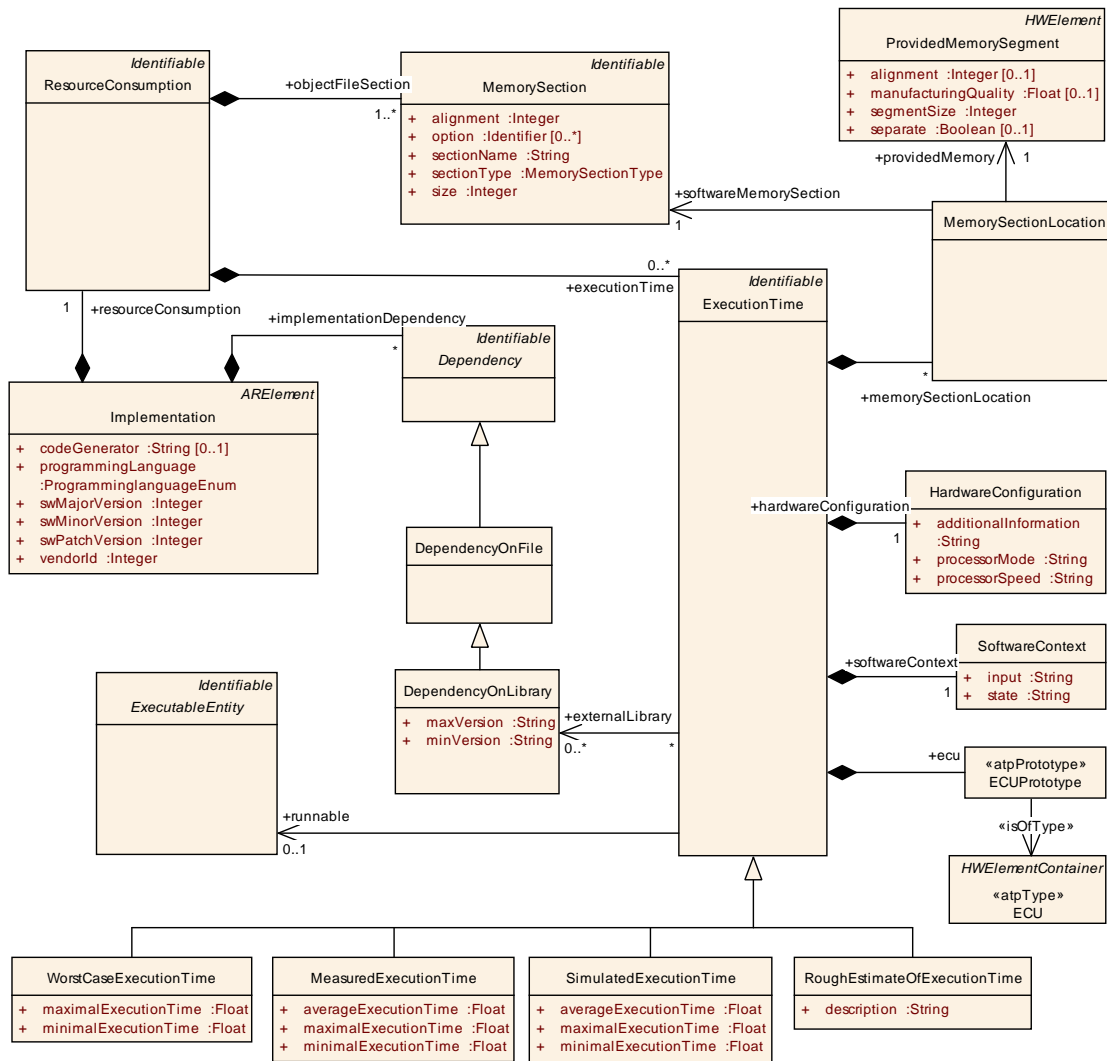 Identifiable
ResourceConsumption
+objectFileSection
1..*
Identifiable
MemorySection
+ alignment :Integer
+ option :Identifier [0..*]
+ sectionName :String
+ sectionType :MemorySectionType
+ size :Integer
HWElement
ProvidedMemorySegment
+ alignment :Integer [0..1]
+ manufacturingQuality :Float [0..1]
+ segmentSize :Integer
+ separate :Boolean [0..1]
+providedMemory
1
+softwareMemorySection
1
MemorySectionLocation
0..*
+executionTime
Identifiable
ExecutionTime
1
+resourceConsumption
+implementationDependency
*
Identifiable
Dependency
*
+memorySectionLocation
ARElement
Implementation
+ codeGenerator :String [0..1]
+ programmingLanguage
:ProgramminglanguageEnum
+ swMajorVersion :Integer
+ swMinorVersion :Integer
+ swPatchVersion :Integer
+ vendorId :Integer
+hardwareConfiguration
1
HardwareConfiguration
+ additionalInformation
:String
+ processorMode :String
+ processorSpeed :String
DependencyOnFile
+softwareContext
1
SoftwareContext
+ input :String
+ state :String
Identifiable
ExecutableEntity
DependencyOnLibrary
+ maxVersion :String
+ minVersion :String
+externalLibrary
0..*
*
+ecu
«atpPrototype»
ECUPrototype
«isOfType»
+runnable
0..1
HWElementContainer
«atpType»
ECU
WorstCaseExecutionTime
+ maximalExecutionTime :Float
+ minimalExecutionTime :Float
MeasuredExecutionTime
+ averageExecutionTime :Float
+ maximalExecutionTime :Float
+ minimalExecutionTime :Float
SimulatedExecutionTime
+ averageExecutionTime :Float
+ maximalExecutionTime :Float
+ minimalExecutionTime :Float
RoughEstimateOfExecutionTime
+ description :String